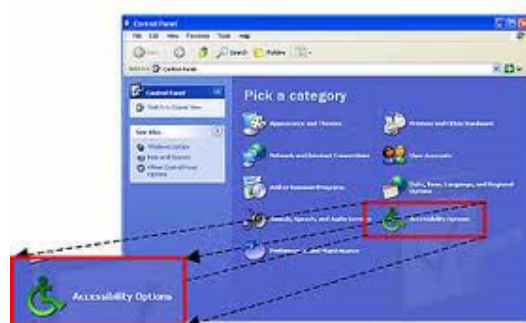 Control Panel
File Edit View Favorites Tools Help
Search Folders
Control Panel
Control Panel
Switch to Classic View
See Also
Windows Update
Help and Support
Other Control Panel
Options
Pick a category
Appearance and Themes
Printers and Other Hardware
Network and Internet Connections
User Accounts
Add or Remove Programs
Date, Time, Language, and Regional
Options
Sounds, Speech, and Audio Devices
Accessibility Options
Performance and Maintenance
Accessibility Options